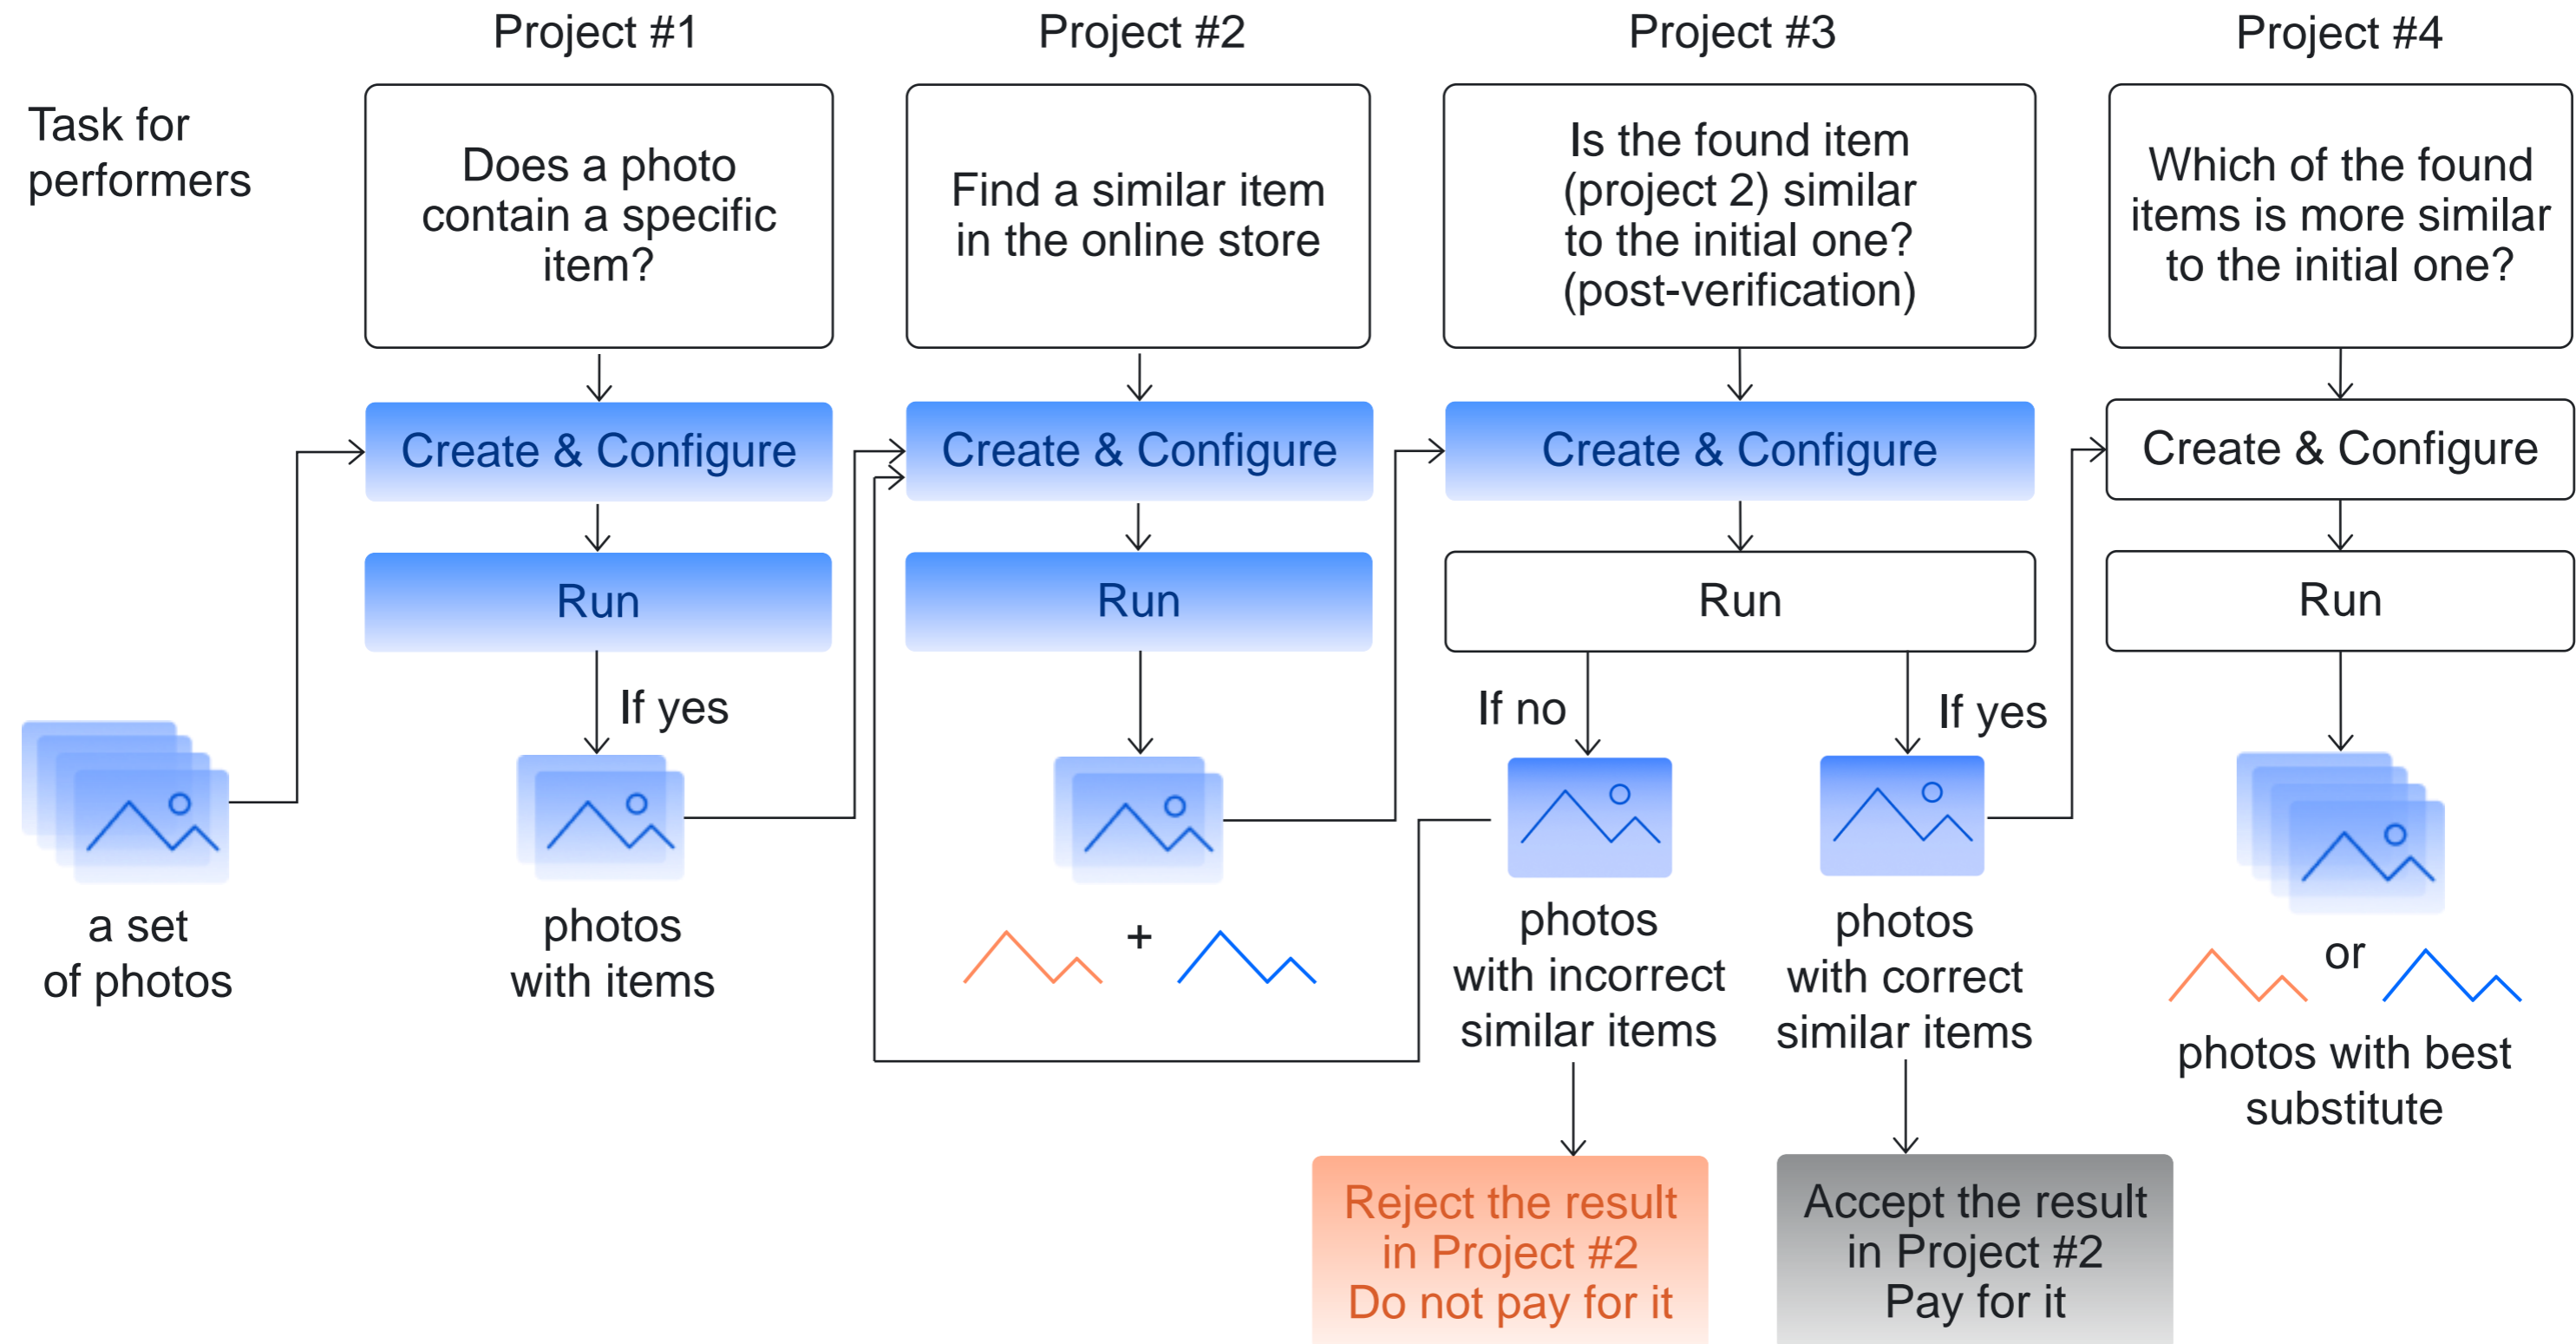 Project #1
Project #2
Project #3
Project #4
Task for
performers
Does a photo
contain a specific
item?
Find a similar item
in the online store
Is the found item
(project 2) similar
to the initial one?
(post-verification)
Which of the found
items is more similar
to the initial one?
Create & Configure
Create & Configure
Create & Configure
Create & Configure
Run
Run
Run
Run
If yes
If no
If yes
a set
of photos
photos
with items
+
photos
with incorrect
similar items
photos
with correct
similar items
or
photos with best
substitute
Reject the result
in Project #2
Do not pay for it
Accept the result
in Project #2
Pay for it